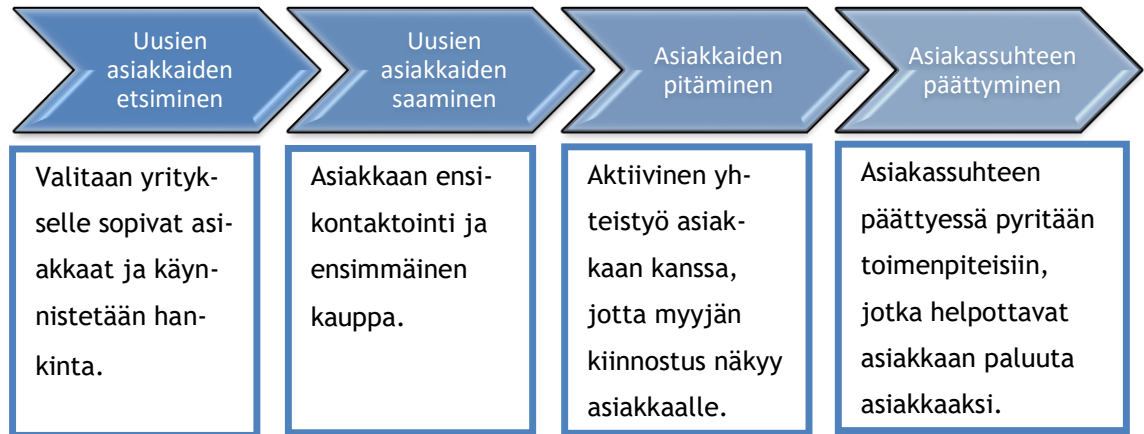 Uusien
asiakkaiden
etsiminen
Uusien
asiakkaiden
saaminen
Asiakkaiden
pitäminen
Asiakassuhteen
päättyminen
Valitaan yrityk-
selle sopivat asi-
akkaat ja käyn-
nistetään han-
kinta.
Asiakkaan ensi-
kontaktointi ja
ensimmäinen
kauppa.
Aktiivinen yh-
teistyö asiak-
kaan kanssa,
jotta myyjän
kiinnostus näkyy
asiakkaalle.
Asiakassuhteen
päättyessä pyritään
toimenpiteisiin,
jotka helpottavat
asiakkaan paluuta
asiakkaaksi.